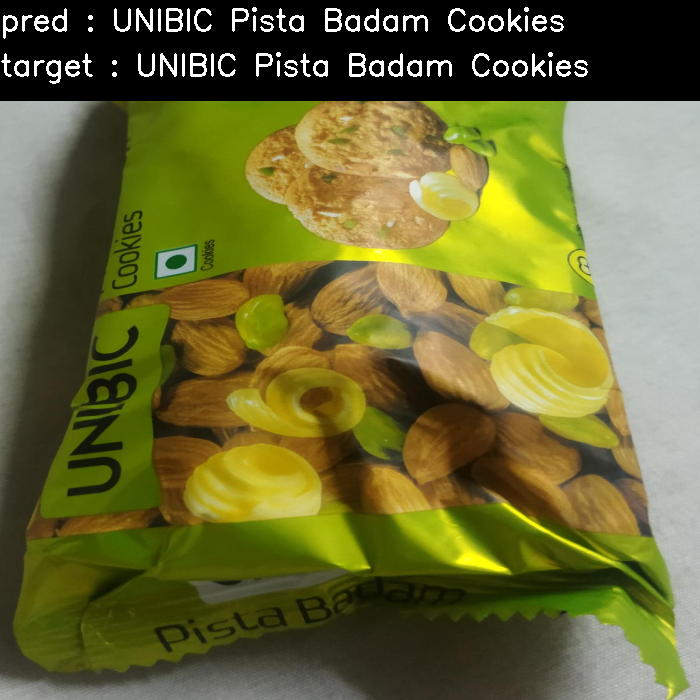 pred : UNIBIC Pista Badam Cookies
target : UNIBIC Pista Badam Cookies
Cookies
Cookies
UNIBIC
Pista Badam